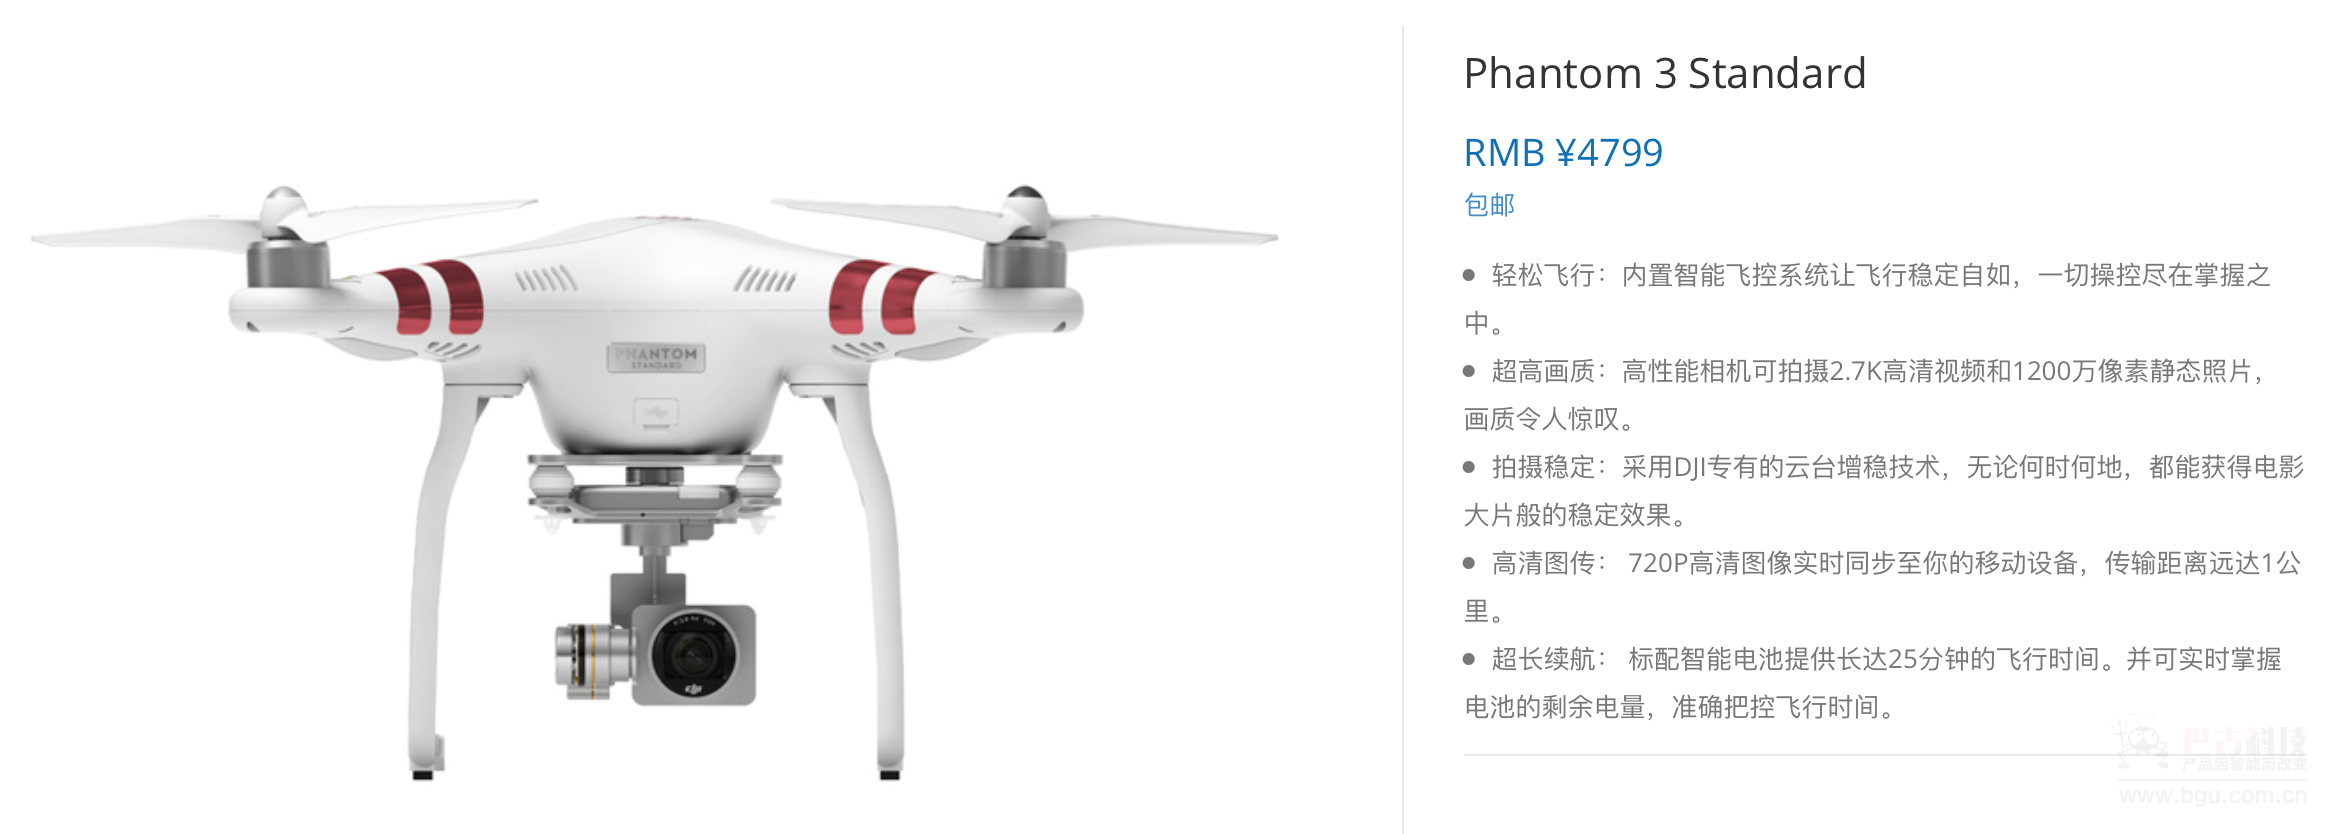 Phantom 3 Standard
RMB ¥4799
包邮
● 轻松飞行：内置智能飞控系统让飞行稳定自如，一切操控尽在掌握之
中。
● 超高画质：高性能相机可拍摄2.7K高清视频和1200万像素静态照片，
画质令人惊叹。
● 拍摄稳定：采用DJI专有的云台增稳技术，无论何时何地，都能获得电影
大片般的稳定效果。
● 高清图传： 720P高清图像实时同步至你的移动设备，传输距离远达1公
里。
● 超长续航： 标配智能电池提供长达25分钟的飞行时间。并可实时掌握
电池的剩余电量，准确把控飞行时间。
PHANTOM
STANDARD
dji
巴古科技
产品因智能而改变
www.bgu.com.cn